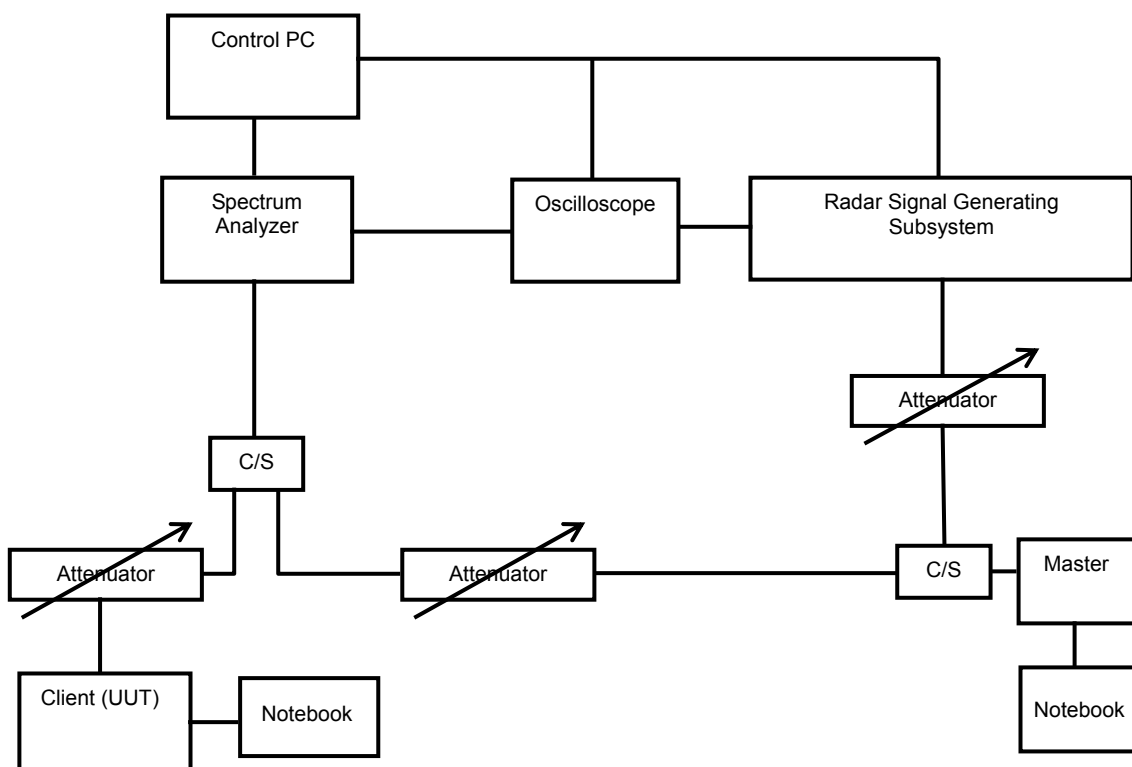 Control PC
Spectrum
Analyzer
Oscilloscope
Radar Signal Generating
Subsystem
Attenuator
C/S
Attenuator
Attenuator
C/S
Master
Client (UUT)
Notebook
Notebook